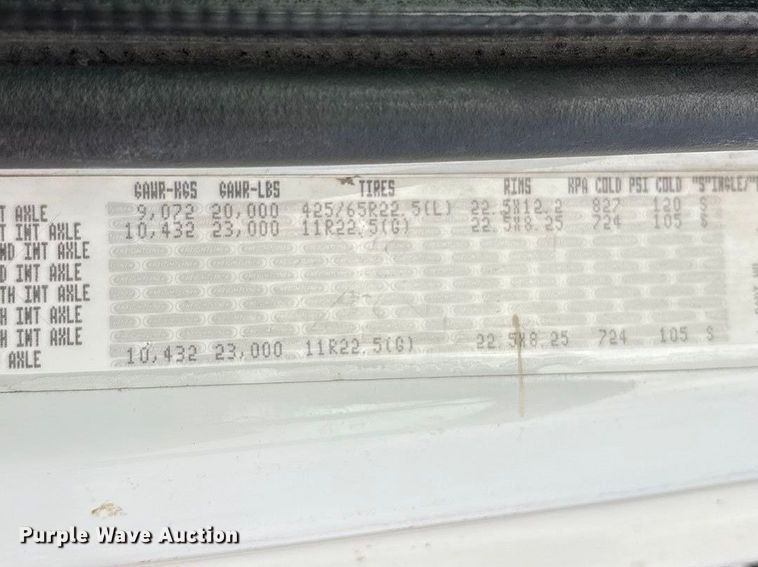 GAWR-KGS GAWR-LBS TIRES RIMS KPA COLD PSI COLD "S"INGLE/"
T AXLE 9,072 20,000 425/65R22.5(L) 22.5X12.2 827 120 S
T INT AXLE 10,432 23,000 11R22.5(G) 22.5X8.25 724 105 S
ND INT AXLE
D INT AXLE
TH INT AXLE
H INT AXLE
H INT AXLE
AXLE 10,432 23,000 11R22.5(G) 22.5X8.25 724 105 S
Purple Wave Auction